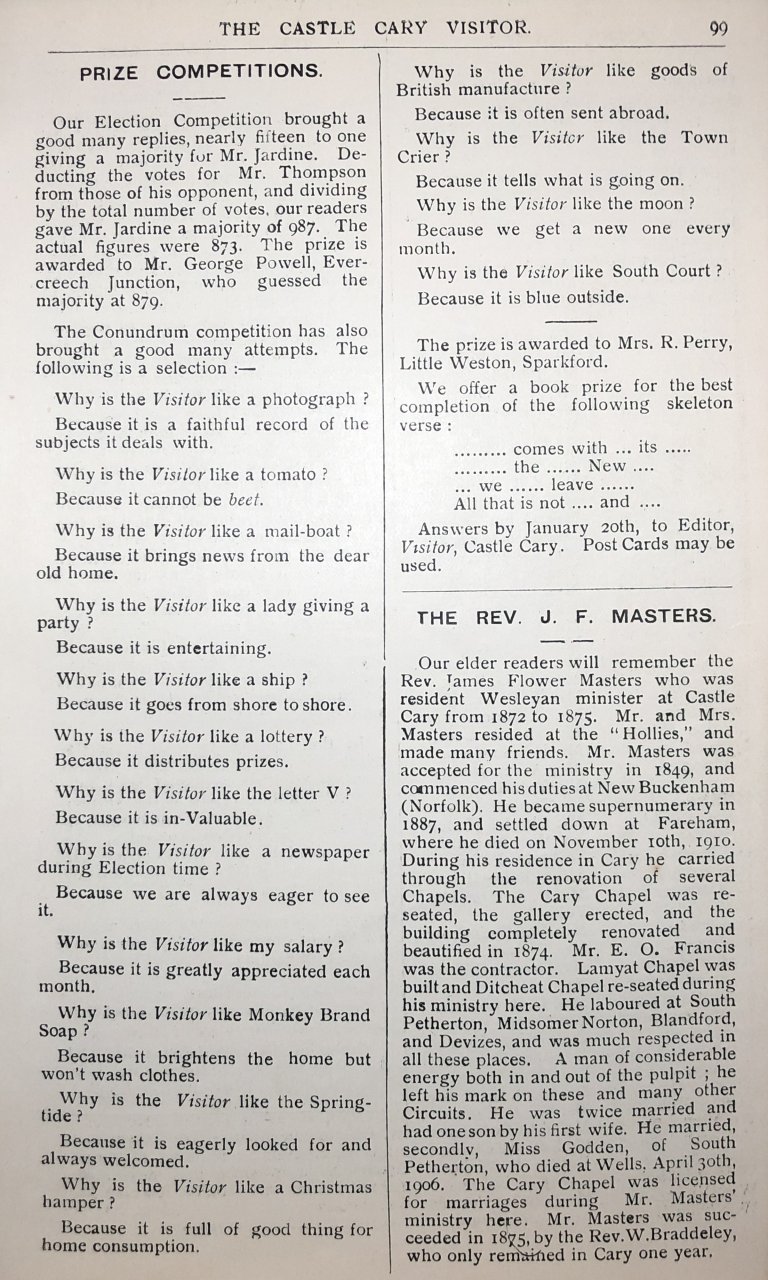 THE CASTLE CARY VISITOR. 99
PRIZE COMPETITIONS.
Our Election Competition brought a
good many replies, nearly fifteen to one
giving a majority for Mr. Jardine. De-
ducting the votes for Mr. Thompson
from those of his opponent, and dividing
by the total number of votes, our readers
gave Mr. Jardine a majority of 987. The
actual figures were 873. The prize is
awarded to Mr. George Powell, Ever-
creech Junction, who guessed the
majority at 879.
The Conundrum competition has also
brought a good many attempts. The
following is a selection :—
Why is the Visitor like a photograph ?
Because it is a faithful record of the
subjects it deals with.
Why is the Visitor like a tomato ?
Because it cannot be beet.
Why is the Visitor like a mail-boat ?
Because it brings news from the dear
old home.
Why is the Visitor like a lady giving a
party ?
Because it is entertaining.
Why is the Visitor like a ship ?
Because it goes from shore to shore.
Why is the Visitor like a lottery ?
Because it distributes prizes.
Why is the Visitor like the letter V ?
Because it is in-Valuable.
Why is the Visitor like a newspaper
during Election time ?
Because we are always eager to see
it.
Why is the Visitor like my salary ?
Because it is greatly appreciated each
month.
Why is the Visitor like Monkey Brand
Soap ?
Because it brightens the home but
won't wash clothes.
Why is the Visitor like the Spring-
tide ?
Because it is eagerly looked for and
always welcomed.
Why is the Visitor like a Christmas
hamper ?
Because it is full of good thing for
home consumption.
Why is the Visitor like goods of
British manufacture ?
Because it is often sent abroad.
Why is the Visitor like the Town
Crier ?
Because it tells what is going on.
Why is the Visitor like the moon ?
Because we get a new one every
month.
Why is the Visitor like South Court ?
Because it is blue outside.
The prize is awarded to Mrs. R. Perry,
Little Weston, Sparkford.
We offer a book prize for the best
completion of the following skeleton
verse :
......... comes with ... its .....
......... the ...... New ....
... we ...... leave ......
All that is not .... and ....
Answers by January 20th, to Editor,
Visitor, Castle Cary. Post Cards may be
used.
THE REV. J. F. MASTERS.
Our elder readers will remember the
Rev. James Flower Masters who was
resident Wesleyan minister at Castle
Cary from 1872 to 1875. Mr. and Mrs.
Masters resided at the "Hollies," and
made many friends. Mr. Masters was
accepted for the ministry in 1849, and
commenced his duties at New Buckenham
(Norfolk). He became supernumerary in
1887, and settled down at Fareham,
where he died on November 10th, 1910.
During his residence in Cary he carried
through the renovation of several
Chapels. The Cary Chapel was re-
seated, the gallery erected, and the
building completely renovated and
beautified in 1874. Mr. E. O. Francis
was the contractor. Lamyat Chapel was
built and Ditcheat Chapel re-seated during
his ministry here. He laboured at South
Petherton, Midsomer Norton, Blandford,
and Devizes, and was much respected in
all these places. A man of considerable
energy both in and out of the pulpit ; he
left his mark on these and many other
Circuits. He was twice married and
had one son by his first wife. He married,
secondly, Miss Godden, of South
Petherton, who died at Wells, April 30th,
1906. The Cary Chapel was licensed
for marriages during Mr. Masters'
ministry here. Mr. Masters was suc-
ceeded in 1875, by the Rev. W. Braddeley,
who only remained in Cary one year.